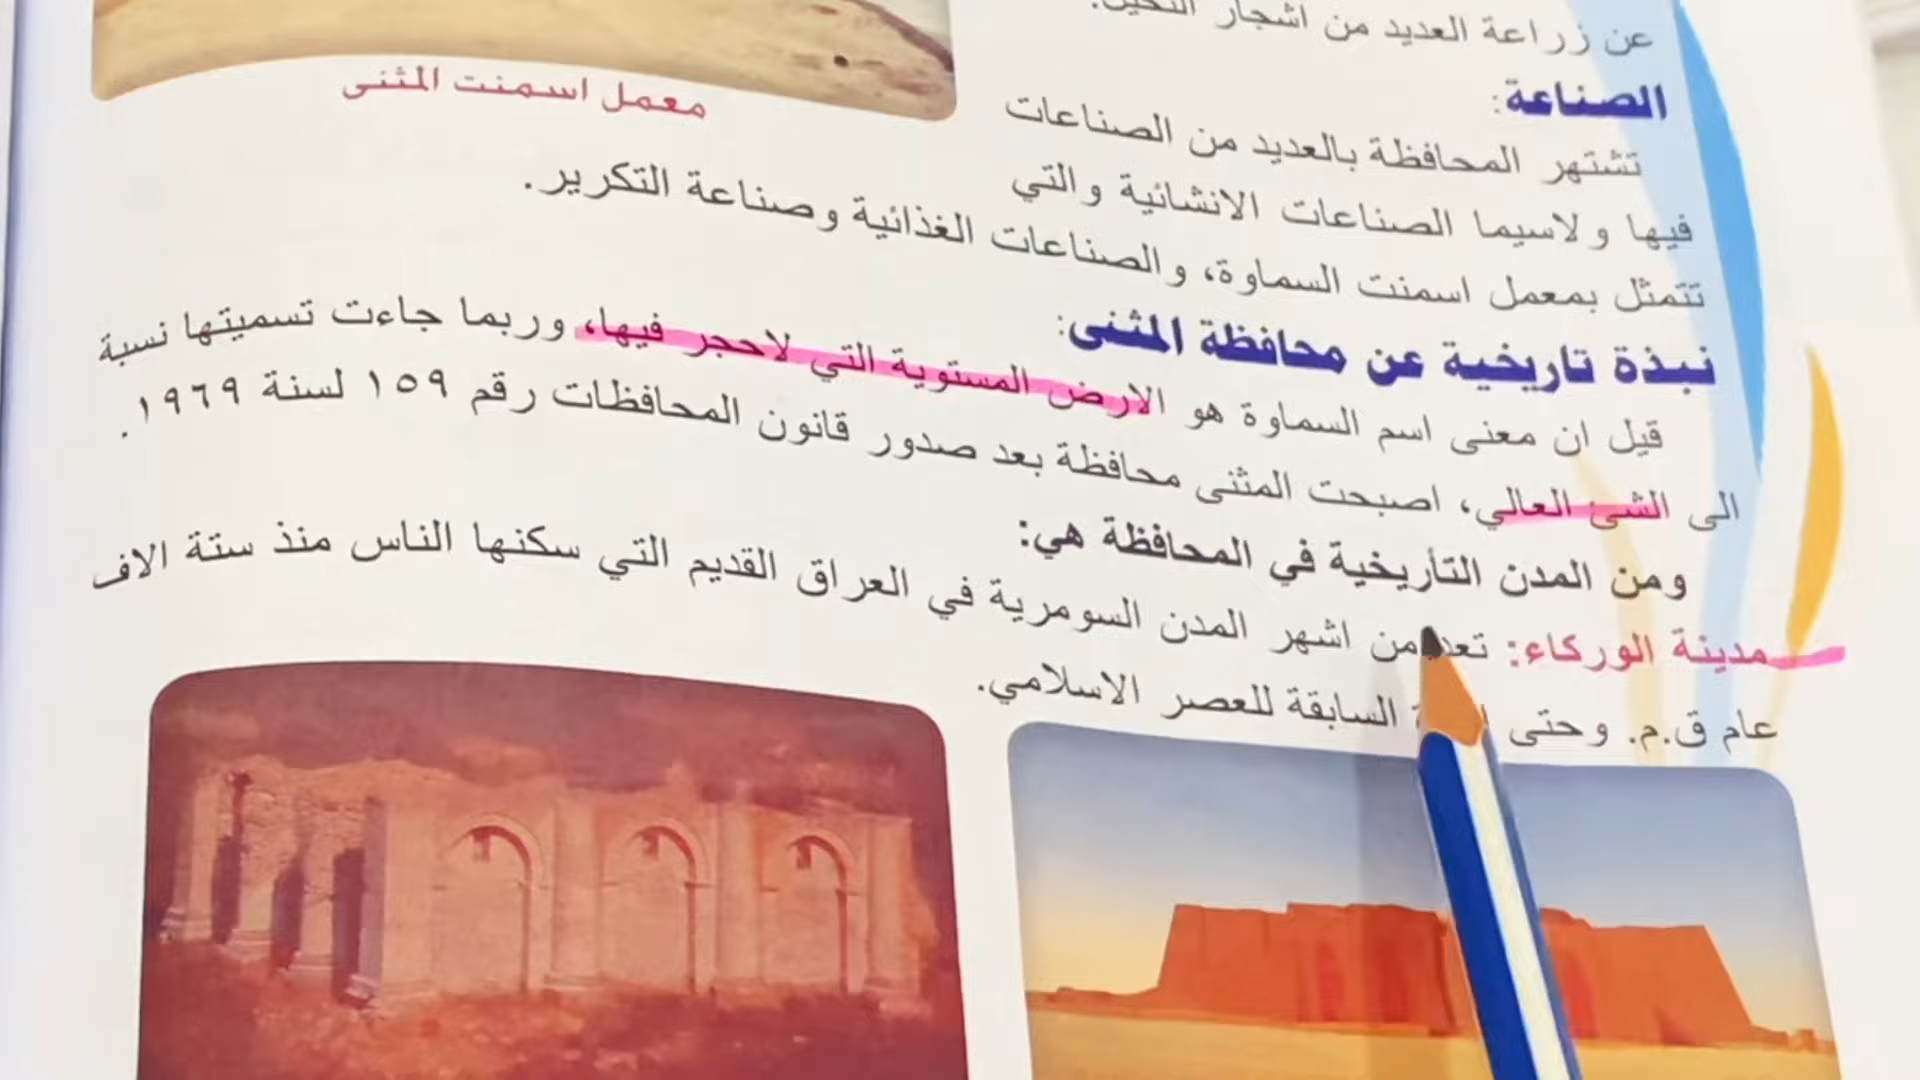 عن زراعة العديد من اشجار النخيل.
الصناعة:
تشتهر المحافظة بالعديد من الصناعات
فيها ولاسيما الصناعات الانشائية والتي
تتمثل بمعمل اسمنت السماوة، والصناعات الغذائية وصناعة التكرير.
معمل اسمنت المثنى
نبذة تاريخية عن محافظة المثنى:
قيل ان معنى اسم السماوة هو الارض المستوية التي لاحجر فيها، وربما جاءت تسميتها نسبة
الى الشئ العالي، اصبحت المثنى محافظة بعد صدور قانون المحافظات رقم ١٥٩ لسنة ١٩٦٩.
ومن المدن التأريخية في المحافظة هي:
مدينة الوركاء: تعد من اشهر المدن السومرية في العراق القديم التي سكنها الناس منذ ستة الاف
عام ق.م. وحتى السابقة للعصر الاسلامي.